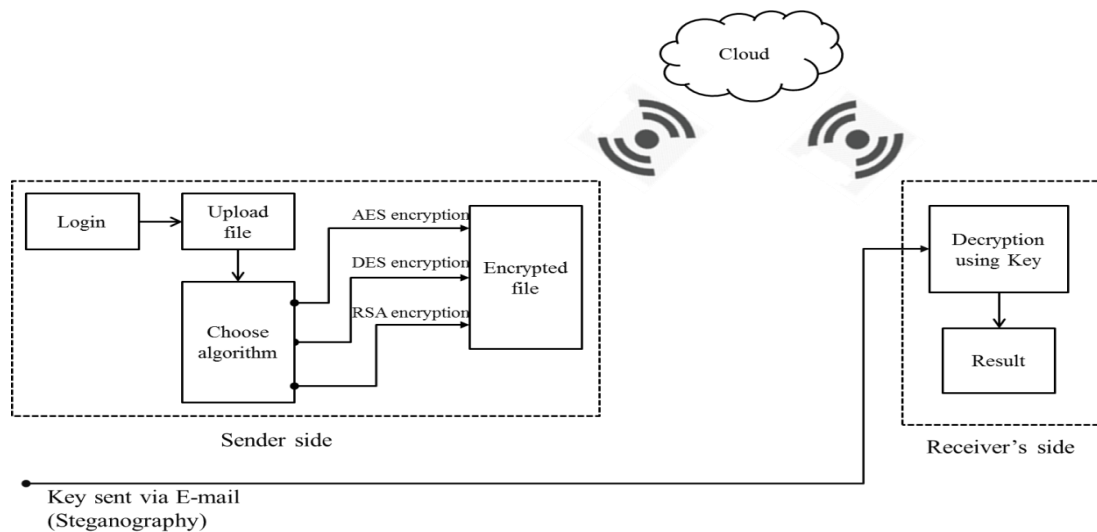 Cloud
Login
Upload
file
AES encryption
DES encryption
RSA encryption
Choose
algorithm
Encrypted
file
Sender side
Decryption
using Key
Result
Receiver’s side
Key sent via E-mail
(Steganography)